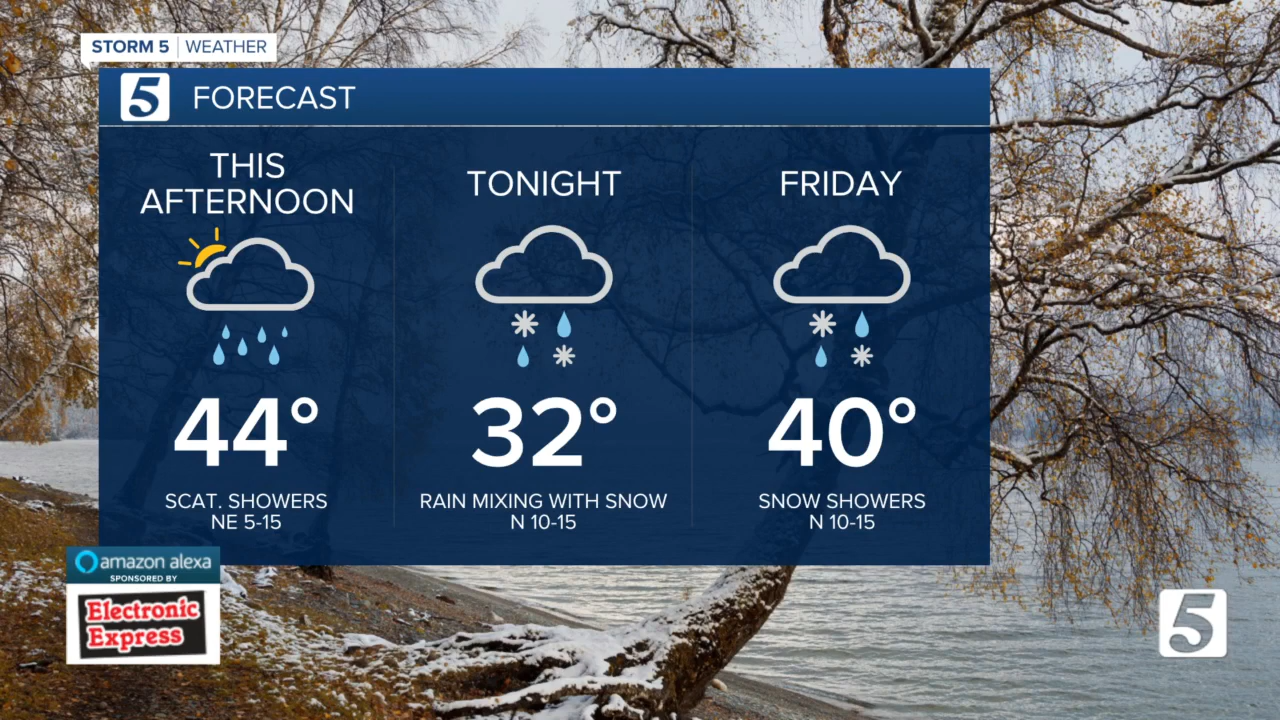 STORM 5 | WEATHER
5 FORECAST
THIS
AFTERNOON
44°
SCAT. SHOWERS
NE 5-15
TONIGHT
32°
RAIN MIXING WITH SNOW
N 10-15
FRIDAY
40°
SNOW SHOWERS
N 10-15
amazon alexa
SPONSORED BY
Electronic
Express
5